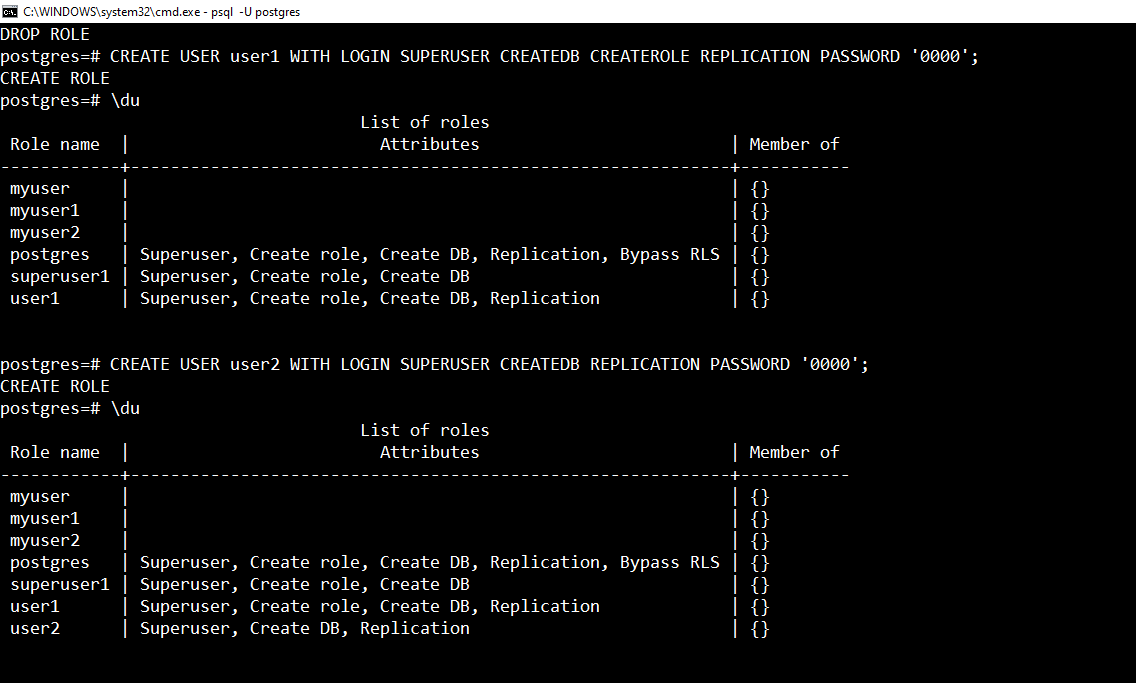 C:\WINDOWS\system32\cmd.exe - psql  -U postgres
DROP ROLE
postgres=# CREATE USER user1 WITH LOGIN SUPERUSER CREATEDB CREATEROLE REPLICATION PASSWORD '0000';
CREATE ROLE
postgres=# \du
                                    List of roles
 Role name  |                         Attributes                         | Member of
------------+------------------------------------------------------------+-----------
 myuser     |                                                            | {}
 myuser1    |                                                            | {}
 myuser2    |                                                            | {}
 postgres   | Superuser, Create role, Create DB, Replication, Bypass RLS | {}
 superuser1 | Superuser, Create role, Create DB                          | {}
 user1      | Superuser, Create role, Create DB, Replication             | {}
postgres=# CREATE USER user2 WITH LOGIN SUPERUSER CREATEDB REPLICATION PASSWORD '0000';
CREATE ROLE
postgres=# \du
                                    List of roles
 Role name  |                         Attributes                         | Member of
------------+------------------------------------------------------------+-----------
 myuser     |                                                            | {}
 myuser1    |                                                            | {}
 myuser2    |                                                            | {}
 postgres   | Superuser, Create role, Create DB, Replication, Bypass RLS | {}
 superuser1 | Superuser, Create role, Create DB                          | {}
 user1      | Superuser, Create role, Create DB, Replication             | {}
 user2      | Superuser, Create DB, Replication                          | {}